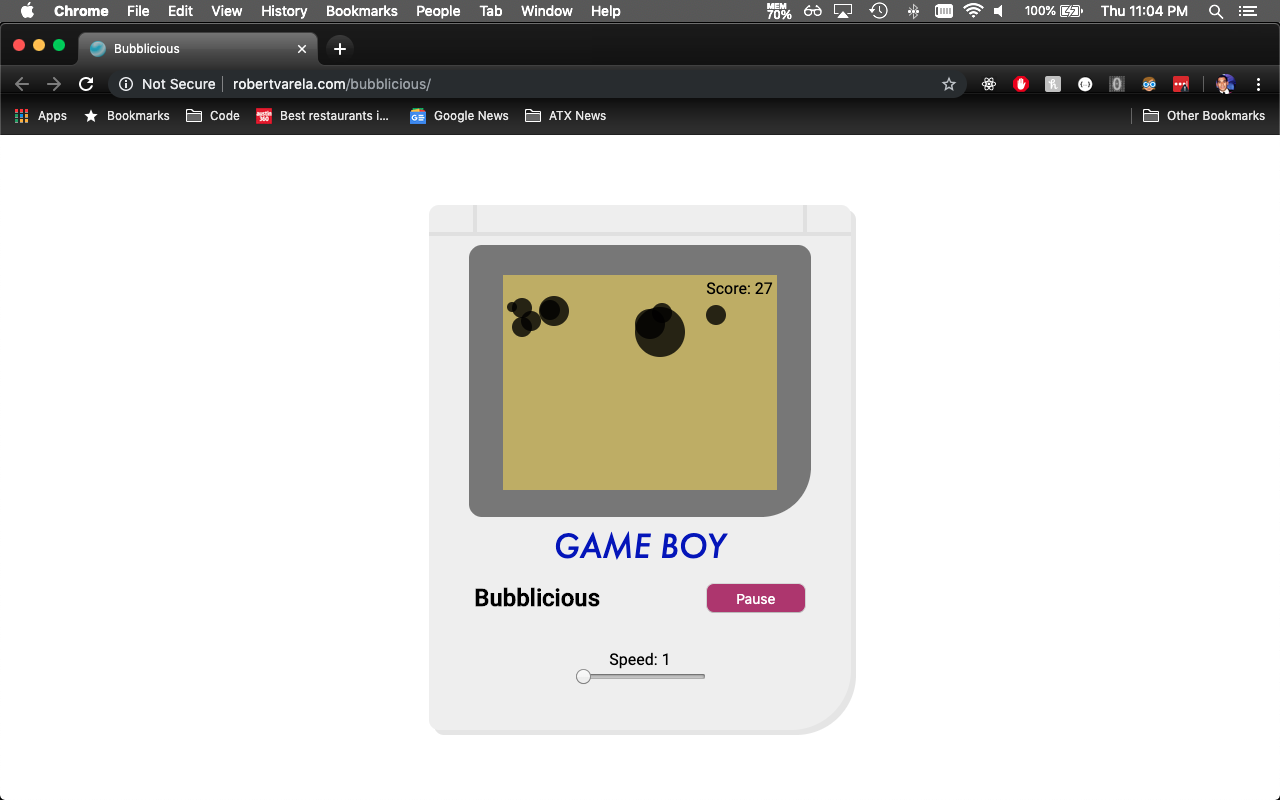 Chrome File Edit View History Bookmarks People Tab Window Help MEM 70% 100% Thu 11:04 PM
Bubblicious
Not Secure robertvarela.com/bubblicious/
Apps Bookmarks Code Best restaurants i... Google News ATX News Other Bookmarks
Score: 27
GAME BOY
Bubblicious Pause
Speed: 1